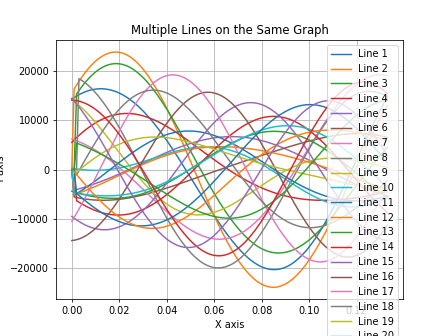 Multiple Lines on the Same Graph
20000
10000
0
−10000
−20000
0.00 0.02 0.04 0.06 0.08 0.10
X axis
axis
Line 1
Line 2
Line 3
Line 4
Line 5
Line 6
Line 7
Line 8
Line 9
Line 10
Line 11
Line 12
Line 13
Line 14
Line 15
Line 16
Line 17
Line 18
Line 19
Line 20